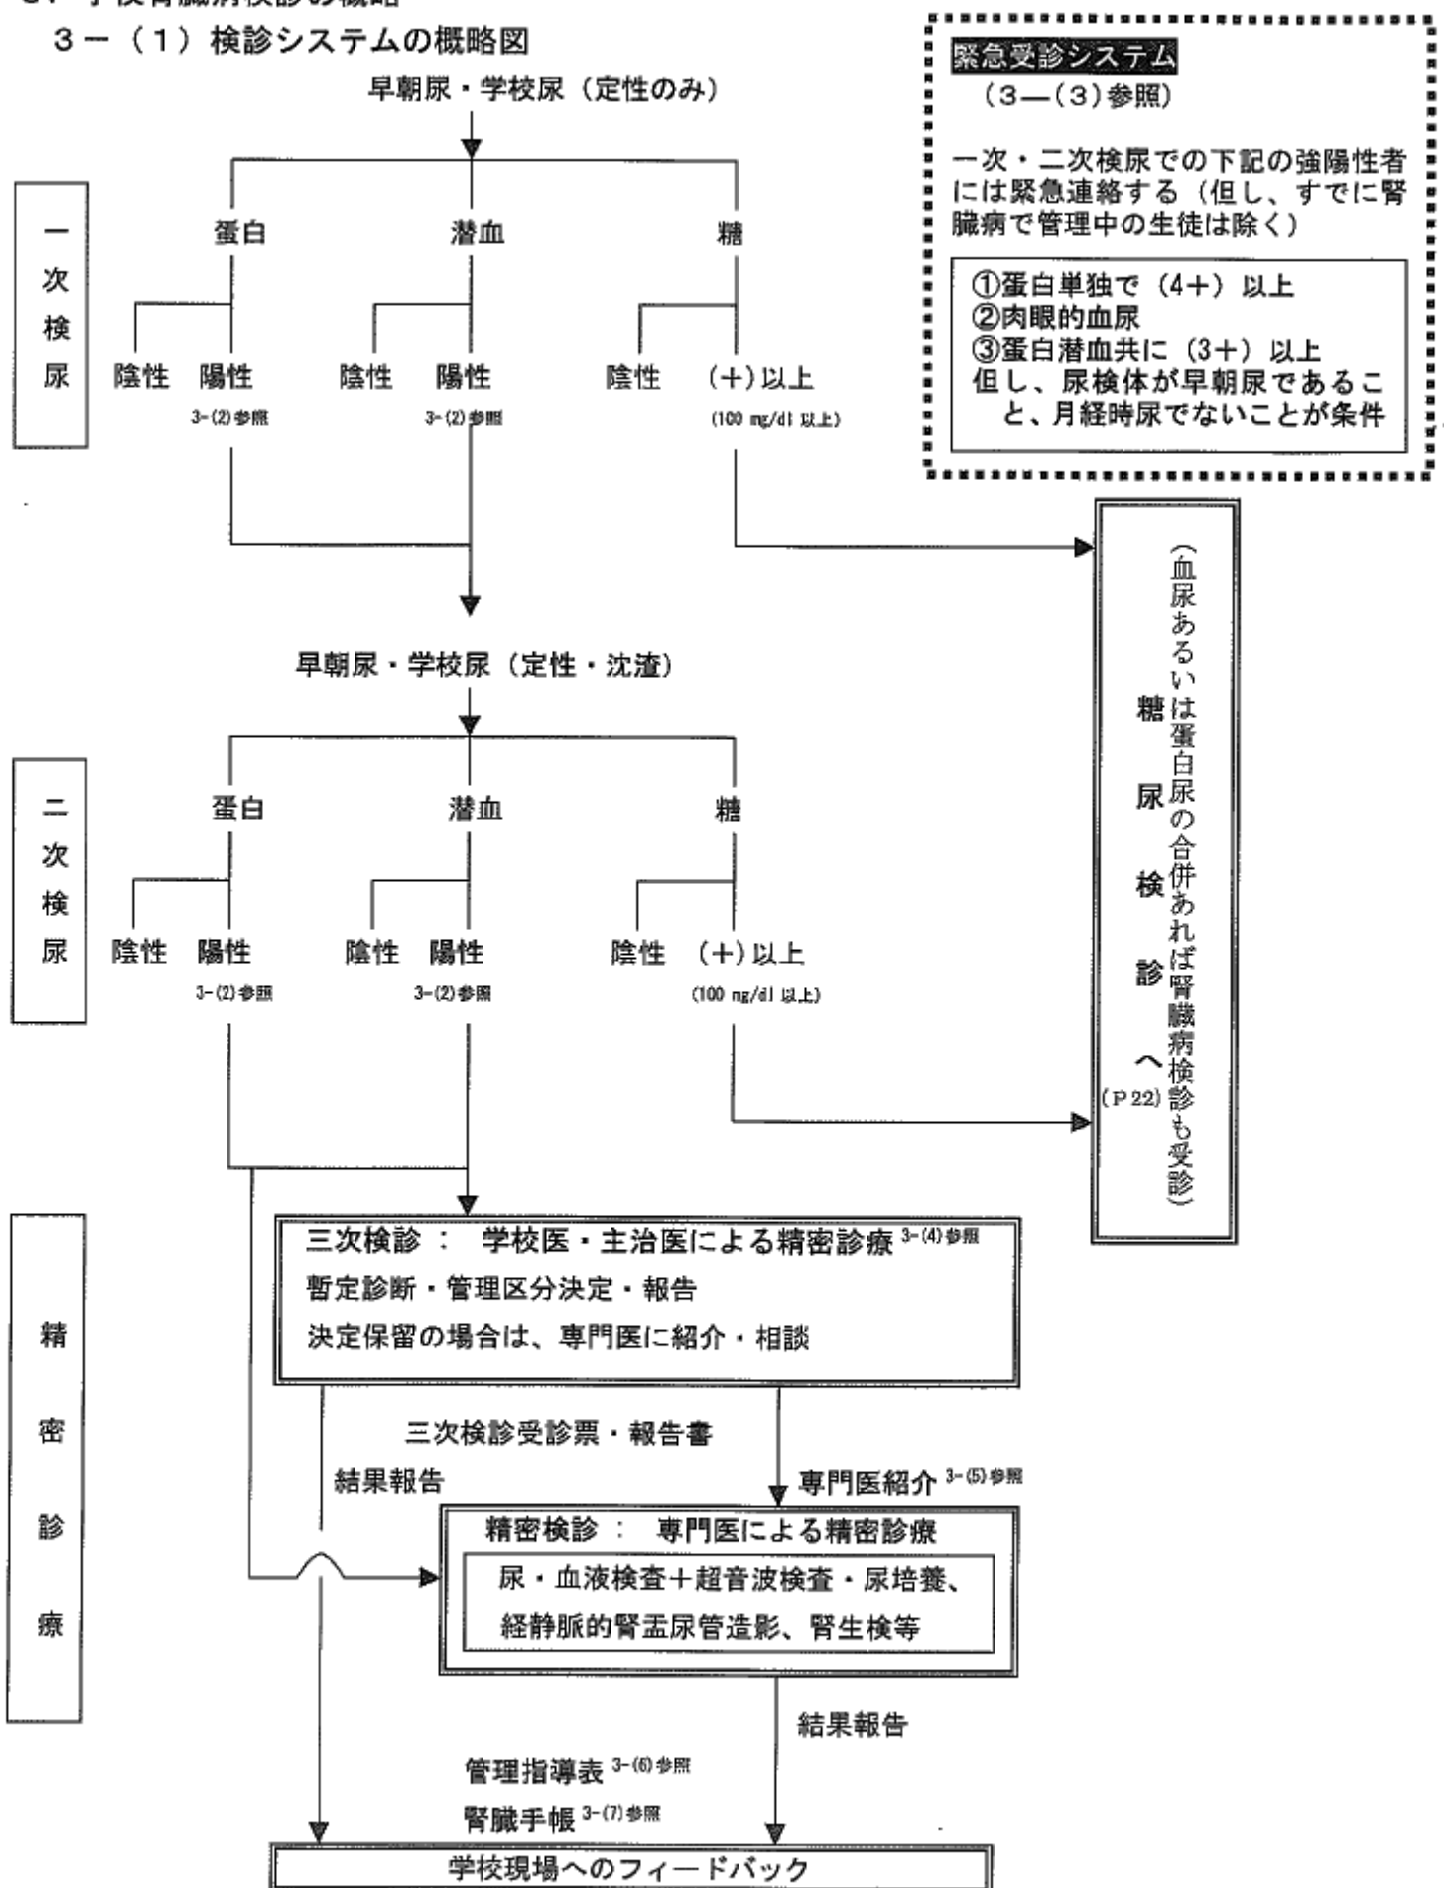 3－（1）検診システムの概略図
早朝尿・学校尿（定性のみ）
緊急受診システム
（3―（3）参照）
一次・二次検尿での下記の強陽性者
には緊急連絡する（但し、すでに腎
臓病で管理中の生徒は除く）
①蛋白単独で（4+）以上
②肉眼的血尿
③蛋白潜血共に（3+）以上
但し、尿検体が早朝尿であるこ
と、月経時尿でないことが条件
一次検尿
蛋白 潜血 糖
陰性 陽性 陰性 陽性 陰性 （+）以上
3-(2)参照 3-(2)参照 (100 mg/dl 以上)
早朝尿・学校尿（定性・沈渣）
二次検尿
蛋白 潜血 糖
陰性 陽性 陰性 陽性 陰性 （+）以上
3-(2)参照 3-(2)参照 (100 mg/dl 以上)
糖尿検診へ
（P22）
（血尿あるいは蛋白尿の合併あれば腎臓病検診も受診）
精密診療
三次検診： 学校医・主治医による精密診療 3-(4)参照
暫定診断・管理区分決定・報告
決定保留の場合は、専門医に紹介・相談
三次検診受診票・報告書
結果報告
専門医紹介 3-(5)参照
精密検診： 専門医による精密診療
尿・血液検査＋超音波検査・尿培養、
経静脈的腎盂尿管造影、腎生検等
結果報告
管理指導表 3-(6)参照
腎臓手帳 3-(7)参照
学校現場へのフィードバック